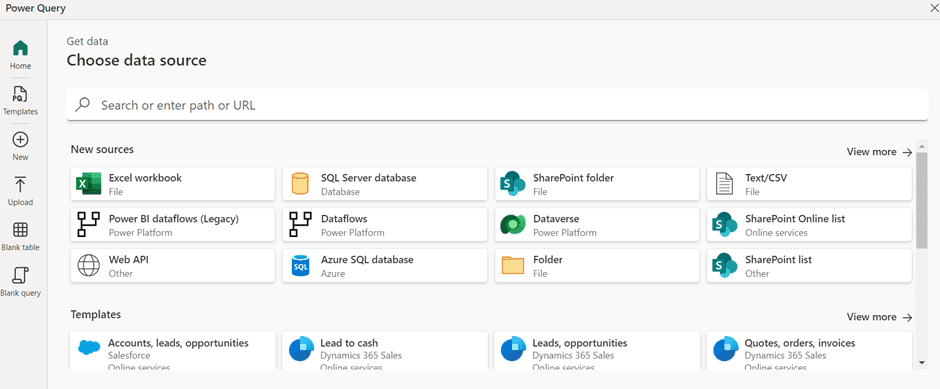 Power Query
Get data
Choose data source
Home
Templates
New
Upload
Blank table
Blank query
Search or enter path or URL
New sources
View more
Excel workbook
File
SQL Server database
Database
SharePoint folder
File
Text/CSV
File
Power BI dataflows (Legacy)
Power Platform
Dataflows
Power Platform
Dataverse
Power Platform
SharePoint Online list
Online services
Web API
Other
Azure SQL database
Azure
Folder
File
SharePoint list
Other
Templates
View more
Accounts, leads, opportunities
Salesforce
Online services
Lead to cash
Dynamics 365 Sales
Online services
Leads, opportunities
Dynamics 365 Sales
Online services
Quotes, orders, invoices
Dynamics 365 Sales
Online services